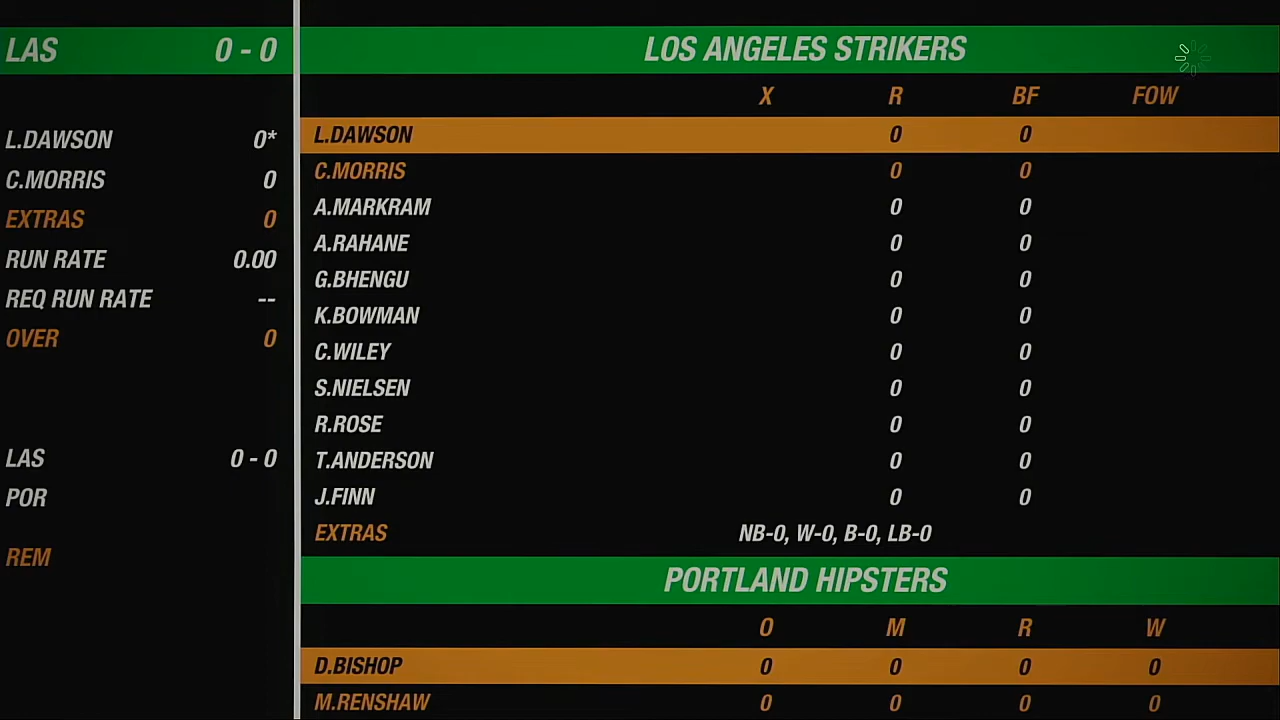 LAS 0 - 0
L.DAWSON 0*
C.MORRIS 0
EXTRAS 0
RUN RATE 0.00
REQ RUN RATE --
OVER 0
LAS 0 - 0
POR
REM
LOS ANGELES STRIKERS
X R BF FOW
L.DAWSON 0 0
C.MORRIS 0 0
A.MARKRAM 0 0
A.RAHANE 0 0
G.BHENGU 0 0
K.BOWMAN 0 0
C.WILEY 0 0
S.NIELSEN 0 0
R.ROSE 0 0
T.ANDERSON 0 0
J.FINN 0 0
EXTRAS NB-0, W-0, B-0, LB-0
PORTLAND HIPSTERS
O M R W
D.BISHOP 0 0 0 0
M.RENSHAW 0 0 0 0